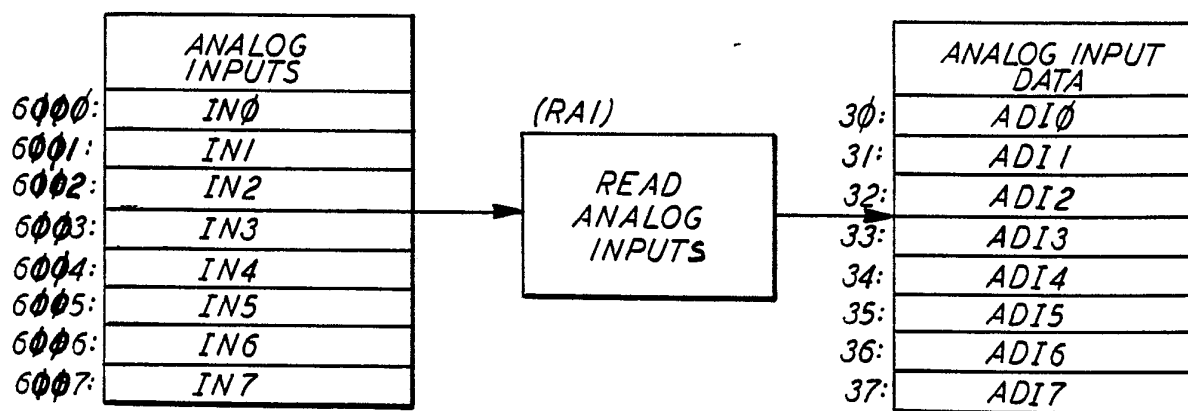 ANALOG
INPUTS
6ØØØ: INØ
6ØØ1: IN1
6ØØ2: IN2
6ØØ3: IN3
6ØØ4: IN4
6ØØ5: IN5
6ØØ6: IN6
6ØØ7: IN7
(RAI)
READ
ANALOG
INPUTS
ANALOG INPUT
DATA
3Ø: ADIØ
31: ADI1
32: ADI2
33: ADI3
34: ADI4
35: ADI5
36: ADI6
37: ADI7